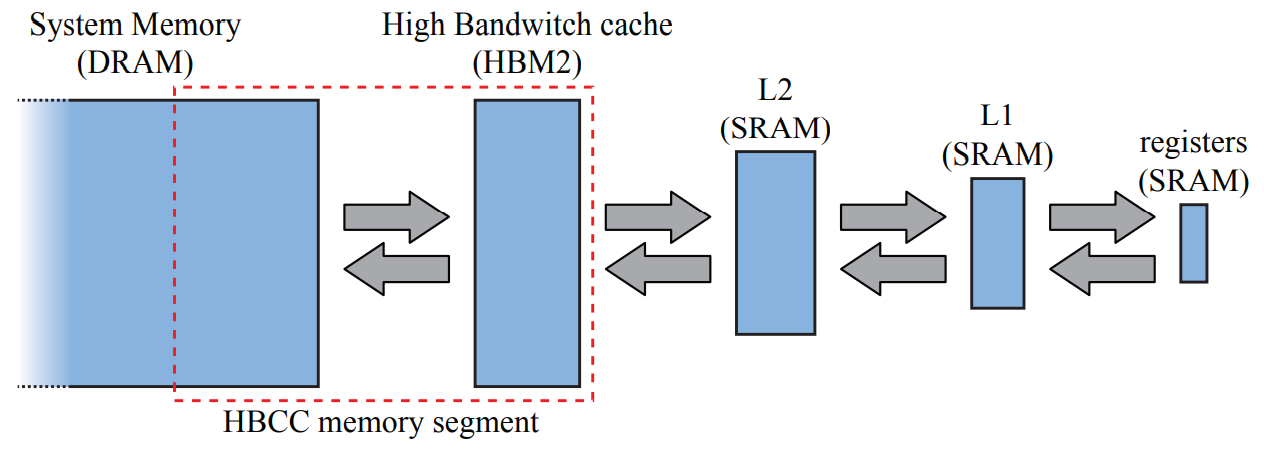 System Memory
(DRAM)
High Bandwitch cache
(HBM2)
L2
(SRAM)
L1
(SRAM)
registers
(SRAM)
HBCC memory segment